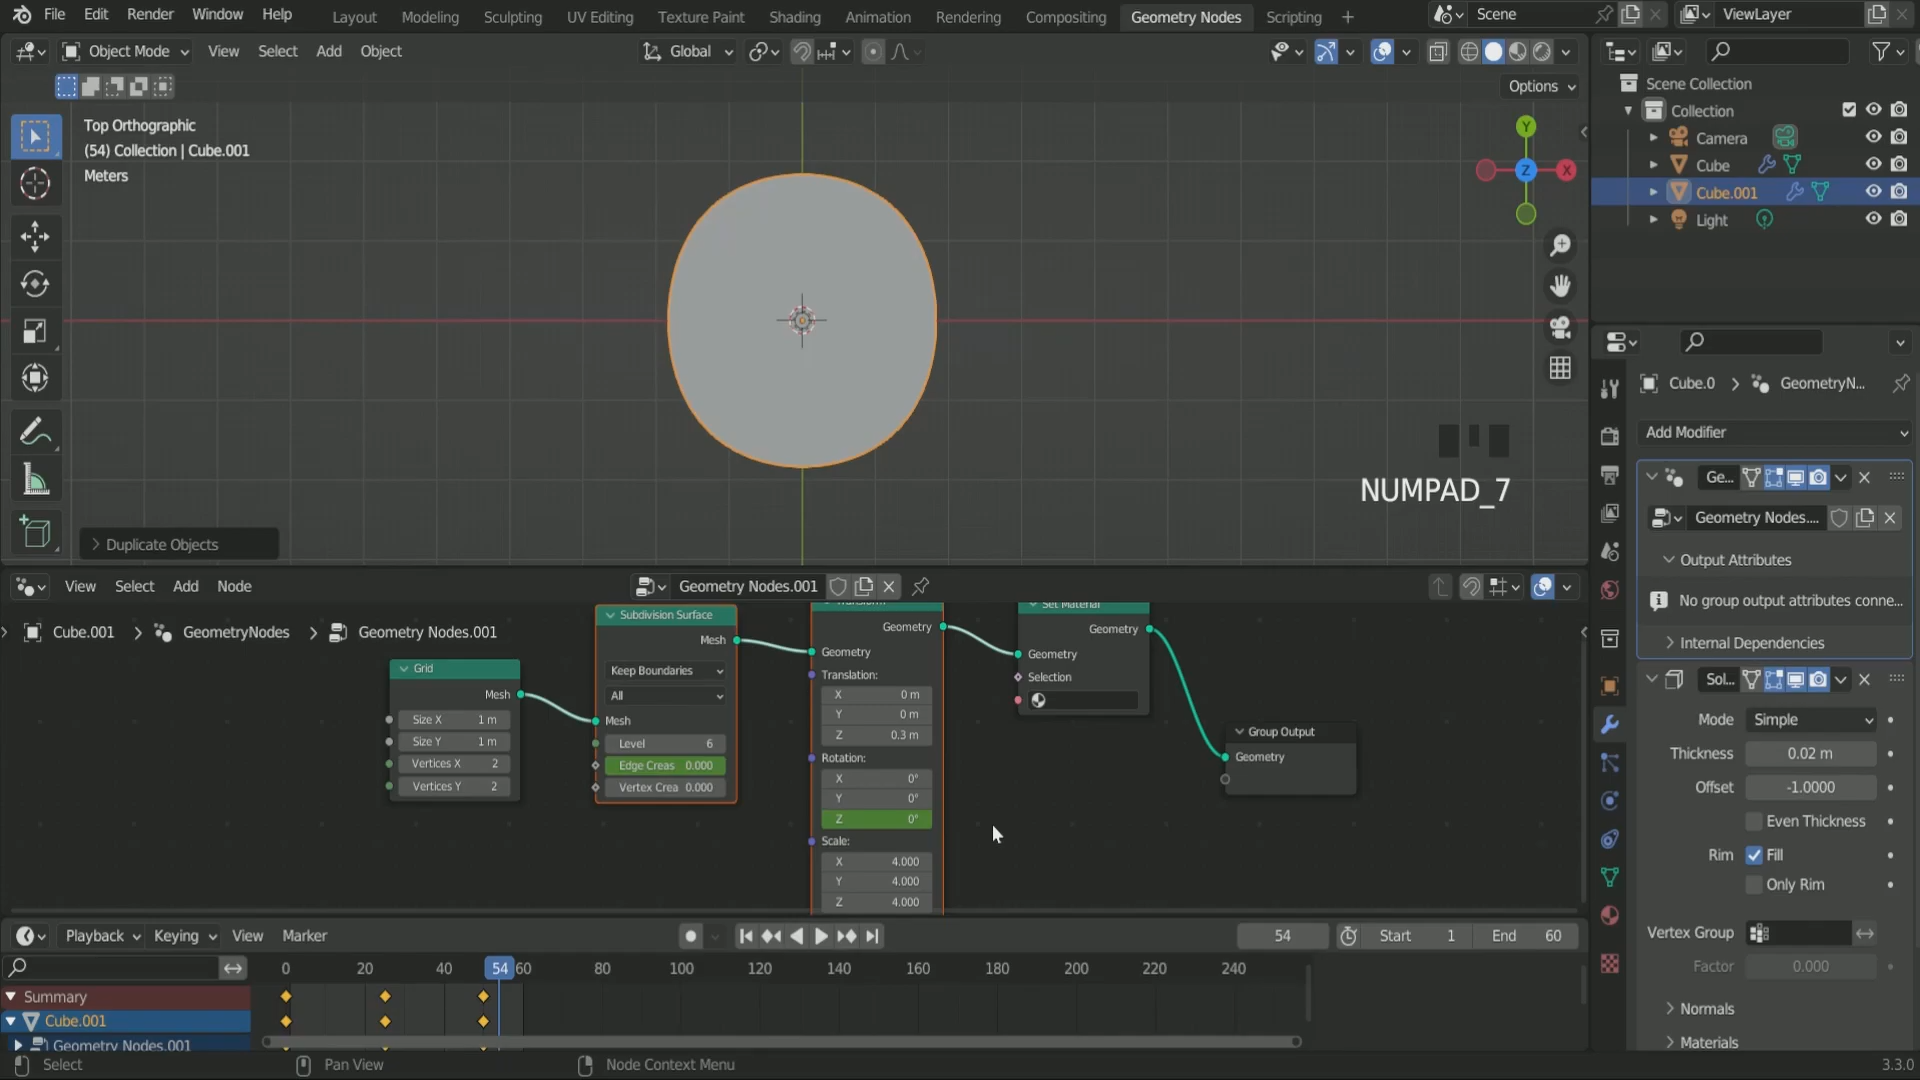 File Edit Render Window Help
Layout Modeling Sculpting UV Editing Texture Paint Shading Animation Rendering Compositing Geometry Nodes Scripting +
Scene
ViewLayer
Object Mode View Select Add Object
Global
Options
Top Orthographic
(54) Collection | Cube.001
Meters
Y
Z
X
NUMPAD_7
> Duplicate Objects
Scene Collection
Collection
Camera
Cube
Cube.001
Light
Cube.0 > GeometryN...
Add Modifier
Ge...
Geometry Nodes....
Output Attributes
No group output attributes conne...
Internal Dependencies
Sol...
Mode Simple
Thickness 0.02 m
Offset -1.0000
Even Thickness
Rim Fill
Only Rim
Vertex Group
Factor 0.000
Normals
Materials
View Select Add Node
Geometry Nodes.001
Cube.001 > GeometryNodes > Geometry Nodes.001
Grid
Mesh
Size X 1 m
Size Y 1 m
Vertices X 2
Vertices Y 2
Subdivision Surface
Mesh
Keep Boundaries
All
Mesh
Level 6
Edge Creas 0.000
Vertex Crea 0.000
Geometry
Geometry
Translation:
X 0 m
Y 0 m
Z 0.3 m
Rotation:
X 0°
Y 0°
Z 0°
Scale:
X 4.000
Y 4.000
Z 4.000
Set Material
Geometry
Geometry
Selection
Group Output
Geometry
Playback Keying View Marker
54
Start 1
End 60
0 20 40 54 60 80 100 120 140 160 180 200 220 240
Summary
Cube.001
Geometry Nodes.001
Select
Pan View
Node Context Menu
3.3.0